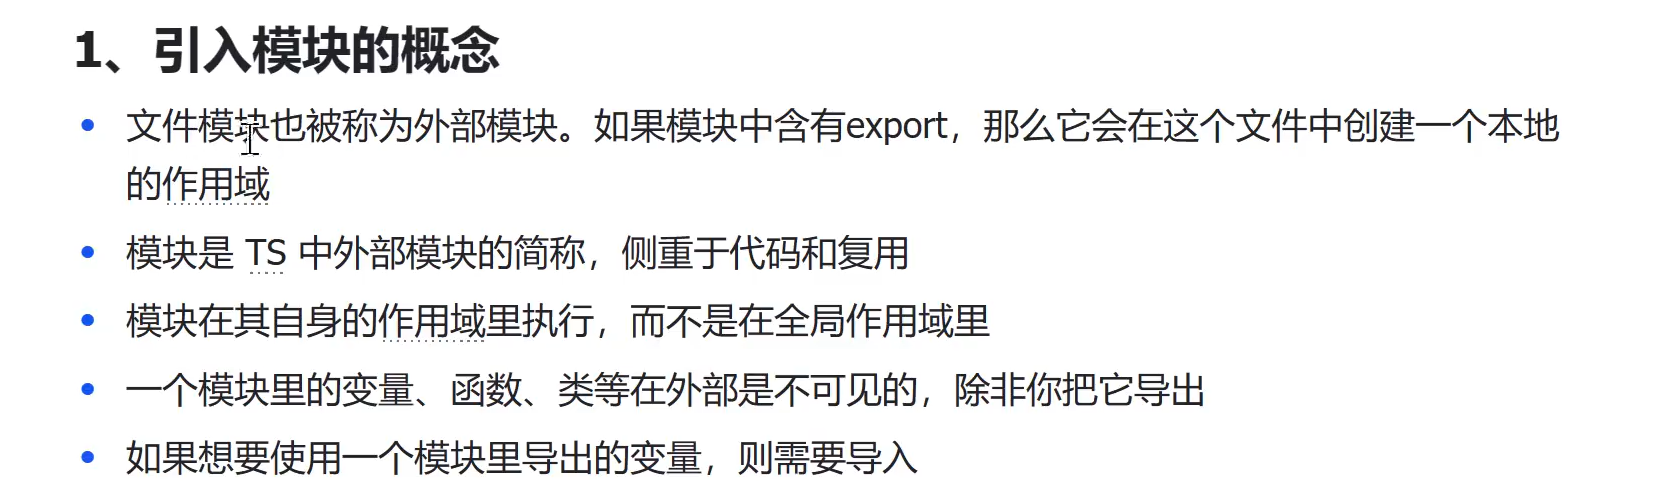 1、引入模块的概念
文件模块也被称为外部模块。如果模块中含有export，那么它会在这个文件中创建一个本地
的作用域
模块是 TS 中外部模块的简称，侧重于代码和复用
模块在其自身的作用域里执行，而不是在全局作用域里
一个模块里的变量、函数、类等在外部是不可见的，除非你把它导出
如果想要使用一个模块里导出的变量，则需要导入